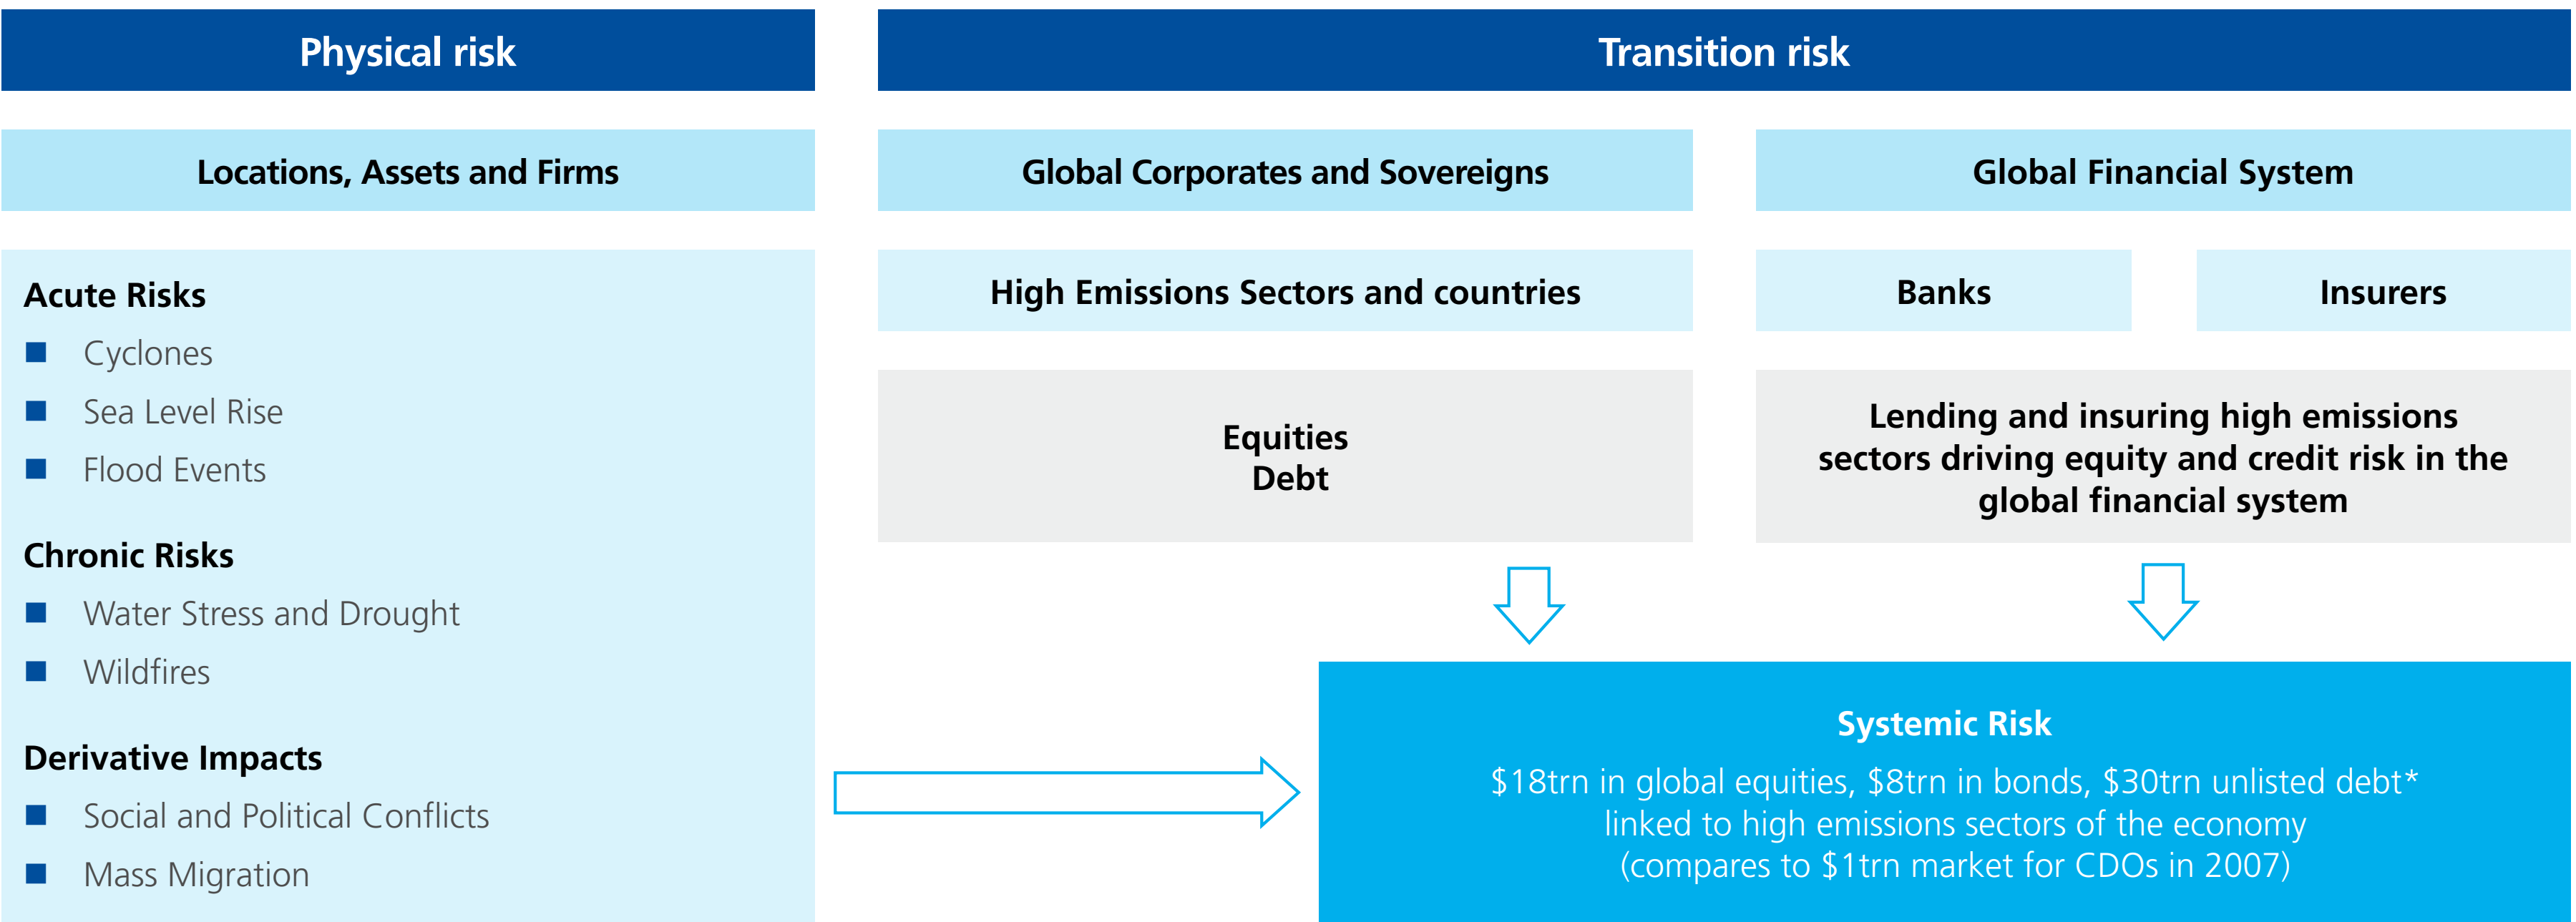 Physical risk
Transition risk
Locations, Assets and Firms
Global Corporates and Sovereigns
Global Financial System
Acute Risks
Cyclones
Sea Level Rise
Flood Events
Chronic Risks
Water Stress and Drought
Wildfires
Derivative Impacts
Social and Political Conflicts
Mass Migration
High Emissions Sectors and countries
Equities
Debt
Banks
Insurers
Lending and insuring high emissions
sectors driving equity and credit risk in the
global financial system
Systemic Risk
$18trn in global equities, $8trn in bonds, $30trn unlisted debt*
linked to high emissions sectors of the economy
(compares to $1trn market for CDOs in 2007)